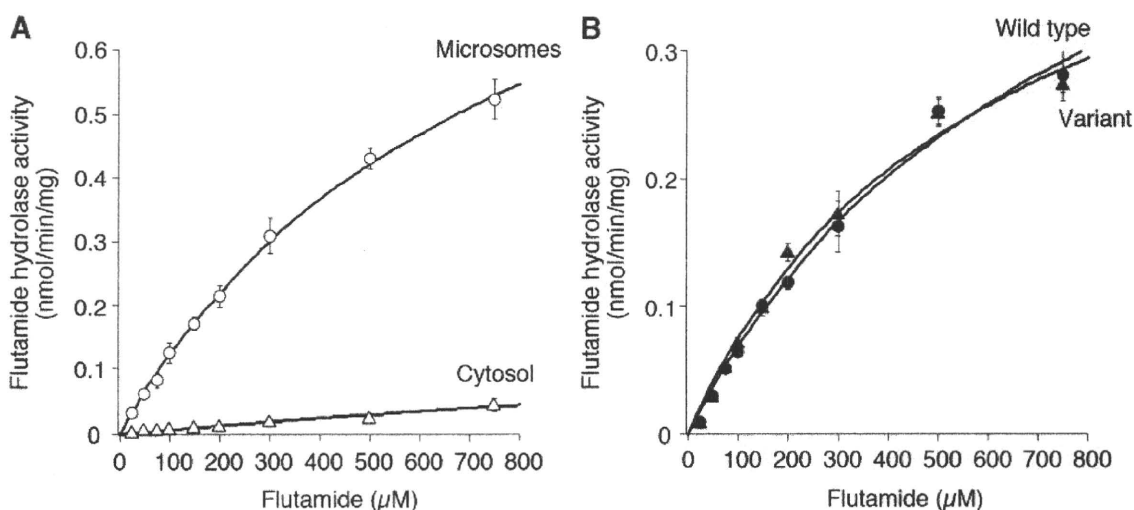 A
Flutamide hydrolase activity
(nmol/min/mg)
0.6
0.5
0.4
0.3
0.2
0.1
0
Microsomes
Cytosol
0 100 200 300 400 500 600 700 800
Flutamide (µM)
B
Flutamide hydrolase activity
(nmol/min/mg)
0.3
0.2
0.1
0
Wild type
Variant
0 100 200 300 400 500 600 700 800
Flutamide (µM)